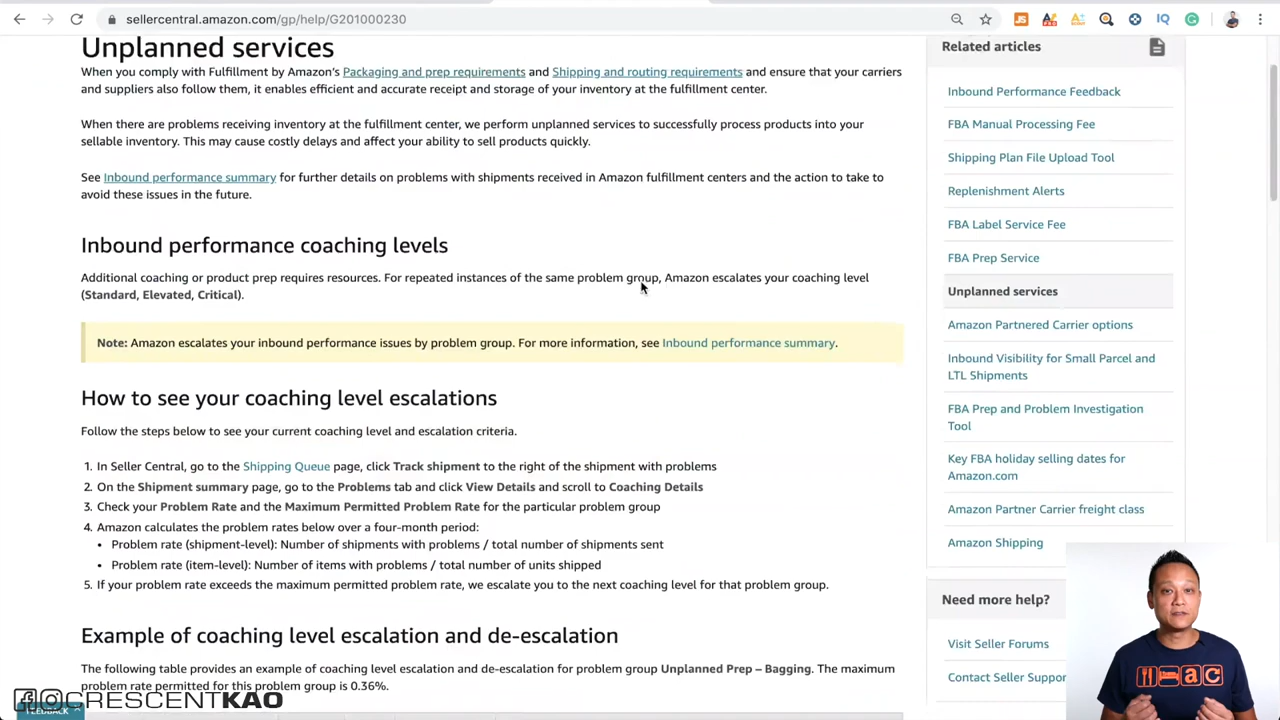 sellercentral.amazon.com/gp/help/G201000230
Unplanned services
When you comply with Fulfillment by Amazon's Packaging and prep requirements and Shipping and routing requirements and ensure that your carriers
and suppliers also follow them, it enables efficient and accurate receipt and storage of your inventory at the fulfillment center.
When there are problems receiving inventory at the fulfillment center, we perform unplanned services to successfully process products into your
sellable inventory. This may cause costly delays and affect your ability to sell products quickly.
See Inbound performance summary for further details on problems with shipments received in Amazon fulfillment centers and the action to take to
avoid these issues in the future.
Inbound performance coaching levels
Additional coaching or product prep requires resources. For repeated instances of the same problem group, Amazon escalates your coaching level
(Standard, Elevated, Critical).
Note: Amazon escalates your inbound performance issues by problem group. For more information, see Inbound performance summary.
How to see your coaching level escalations
Follow the steps below to see your current coaching level and escalation criteria.
1. In Seller Central, go to the Shipping Queue page, click Track shipment to the right of the shipment with problems
2. On the Shipment summary page, go to the Problems tab and click View Details and scroll to Coaching Details
3. Check your Problem Rate and the Maximum Permitted Problem Rate for the particular problem group
4. Amazon calculates the problem rates below over a four-month period:
• Problem rate (shipment-level): Number of shipments with problems / total number of shipments sent
• Problem rate (item-level): Number of items with problems / total number of units shipped
5. If your problem rate exceeds the maximum permitted problem rate, we escalate you to the next coaching level for that problem group.
Example of coaching level escalation and de-escalation
The following table provides an example of coaching level escalation and de-escalation for problem group Unplanned Prep – Bagging. The maximum
problem rate permitted for this problem group is 0.36%.
CRESCENTKAO
FEEDBACK
Related articles
Inbound Performance Feedback
FBA Manual Processing Fee
Shipping Plan File Upload Tool
Replenishment Alerts
FBA Label Service Fee
FBA Prep Service
Unplanned services
Amazon Partnered Carrier options
Inbound Visibility for Small Parcel and
LTL Shipments
FBA Prep and Problem Investigation
Tool
Key FBA holiday selling dates for
Amazon.com
Amazon Partner Carrier freight class
Amazon Shipping
Need more help?
Visit Seller Forums
Contact Seller Suppor